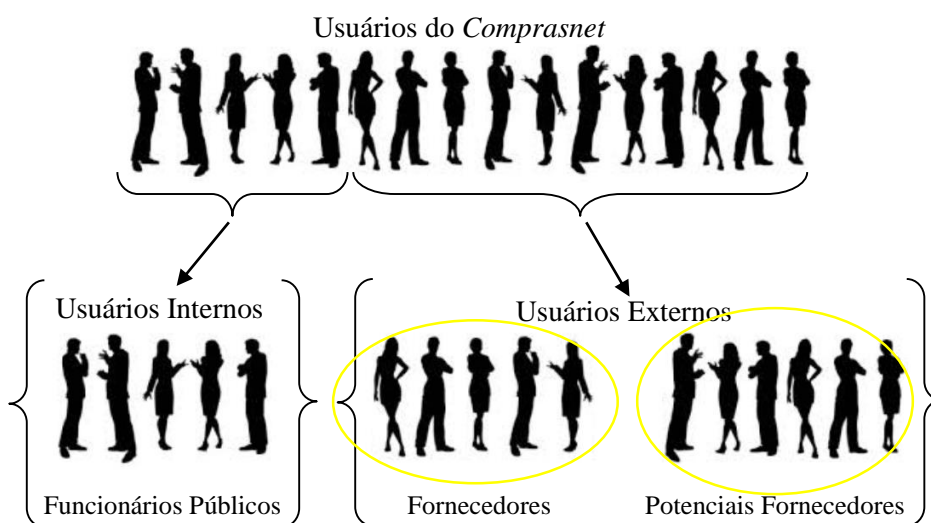 Usuários do Comprasnet
Usuários Internos
Usuários Externos
Funcionários Públicos
Fornecedores
Potenciais Fornecedores